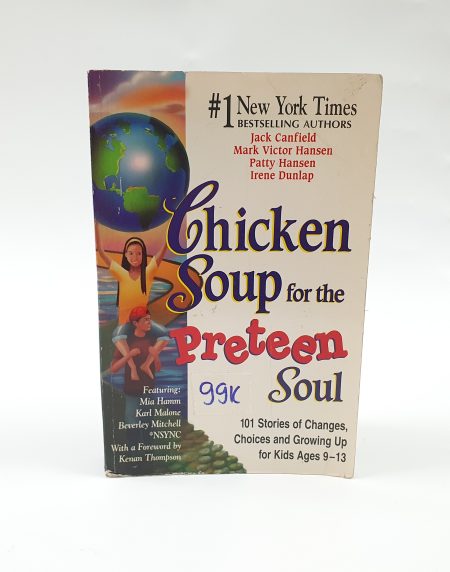 #1 New York Times
BESTSELLING AUTHORS
Jack Canfield
Mark Victor Hansen
Patty Hansen
Irene Dunlap
Chicken
Soup for the
Preteen
Soul
99K
101 Stories of Changes,
Choices and Growing Up
for Kids Ages 9–13
Featuring:
Mia Hamm
Karl Malone
Beverley Mitchell
*NSYNC
With a Foreword by
Kenan Thompson